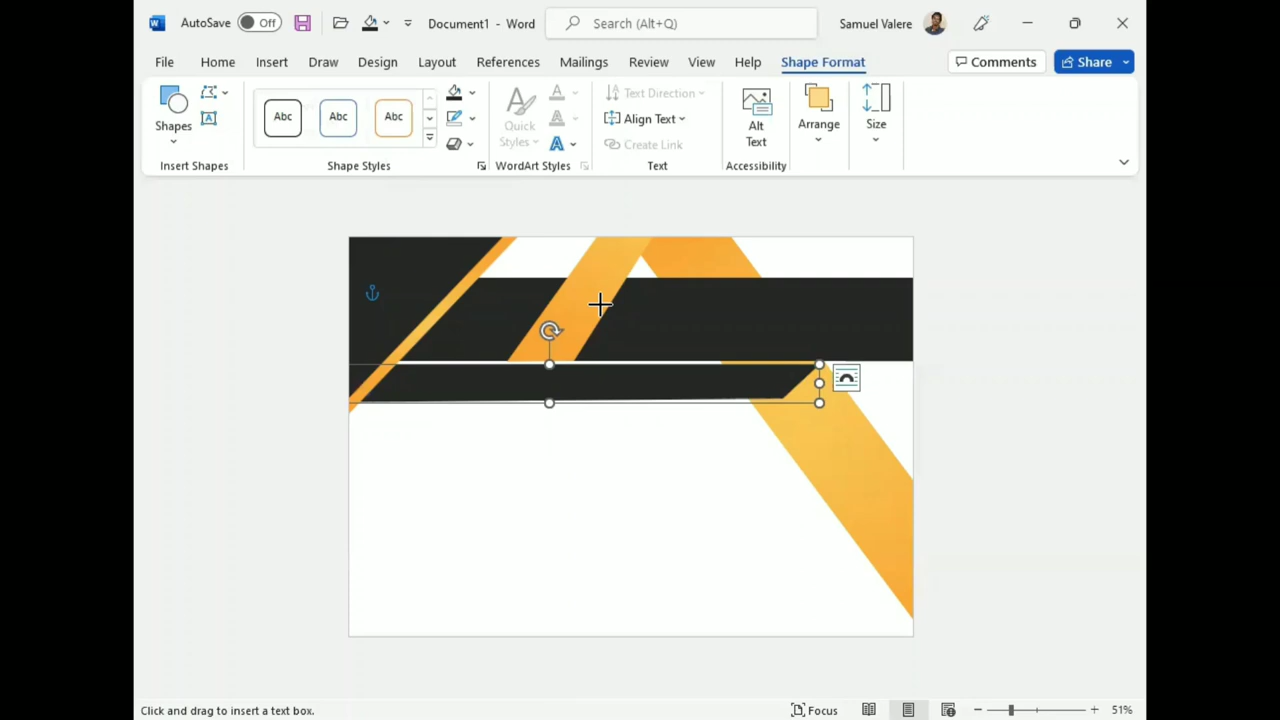 AutoSave Off Document1 - Word Search (Alt+Q) Samuel Valere
File Home Insert Draw Design Layout References Mailings Review View Help Shape Format Comments Share
Shapes
Abc Abc Abc
Quick
Styles
Text Direction
Align Text
Create Link
Alt
Text
Arrange
Size
Insert Shapes Shape Styles WordArt Styles Text Accessibility
Click and drag to insert a text box. Focus 51%